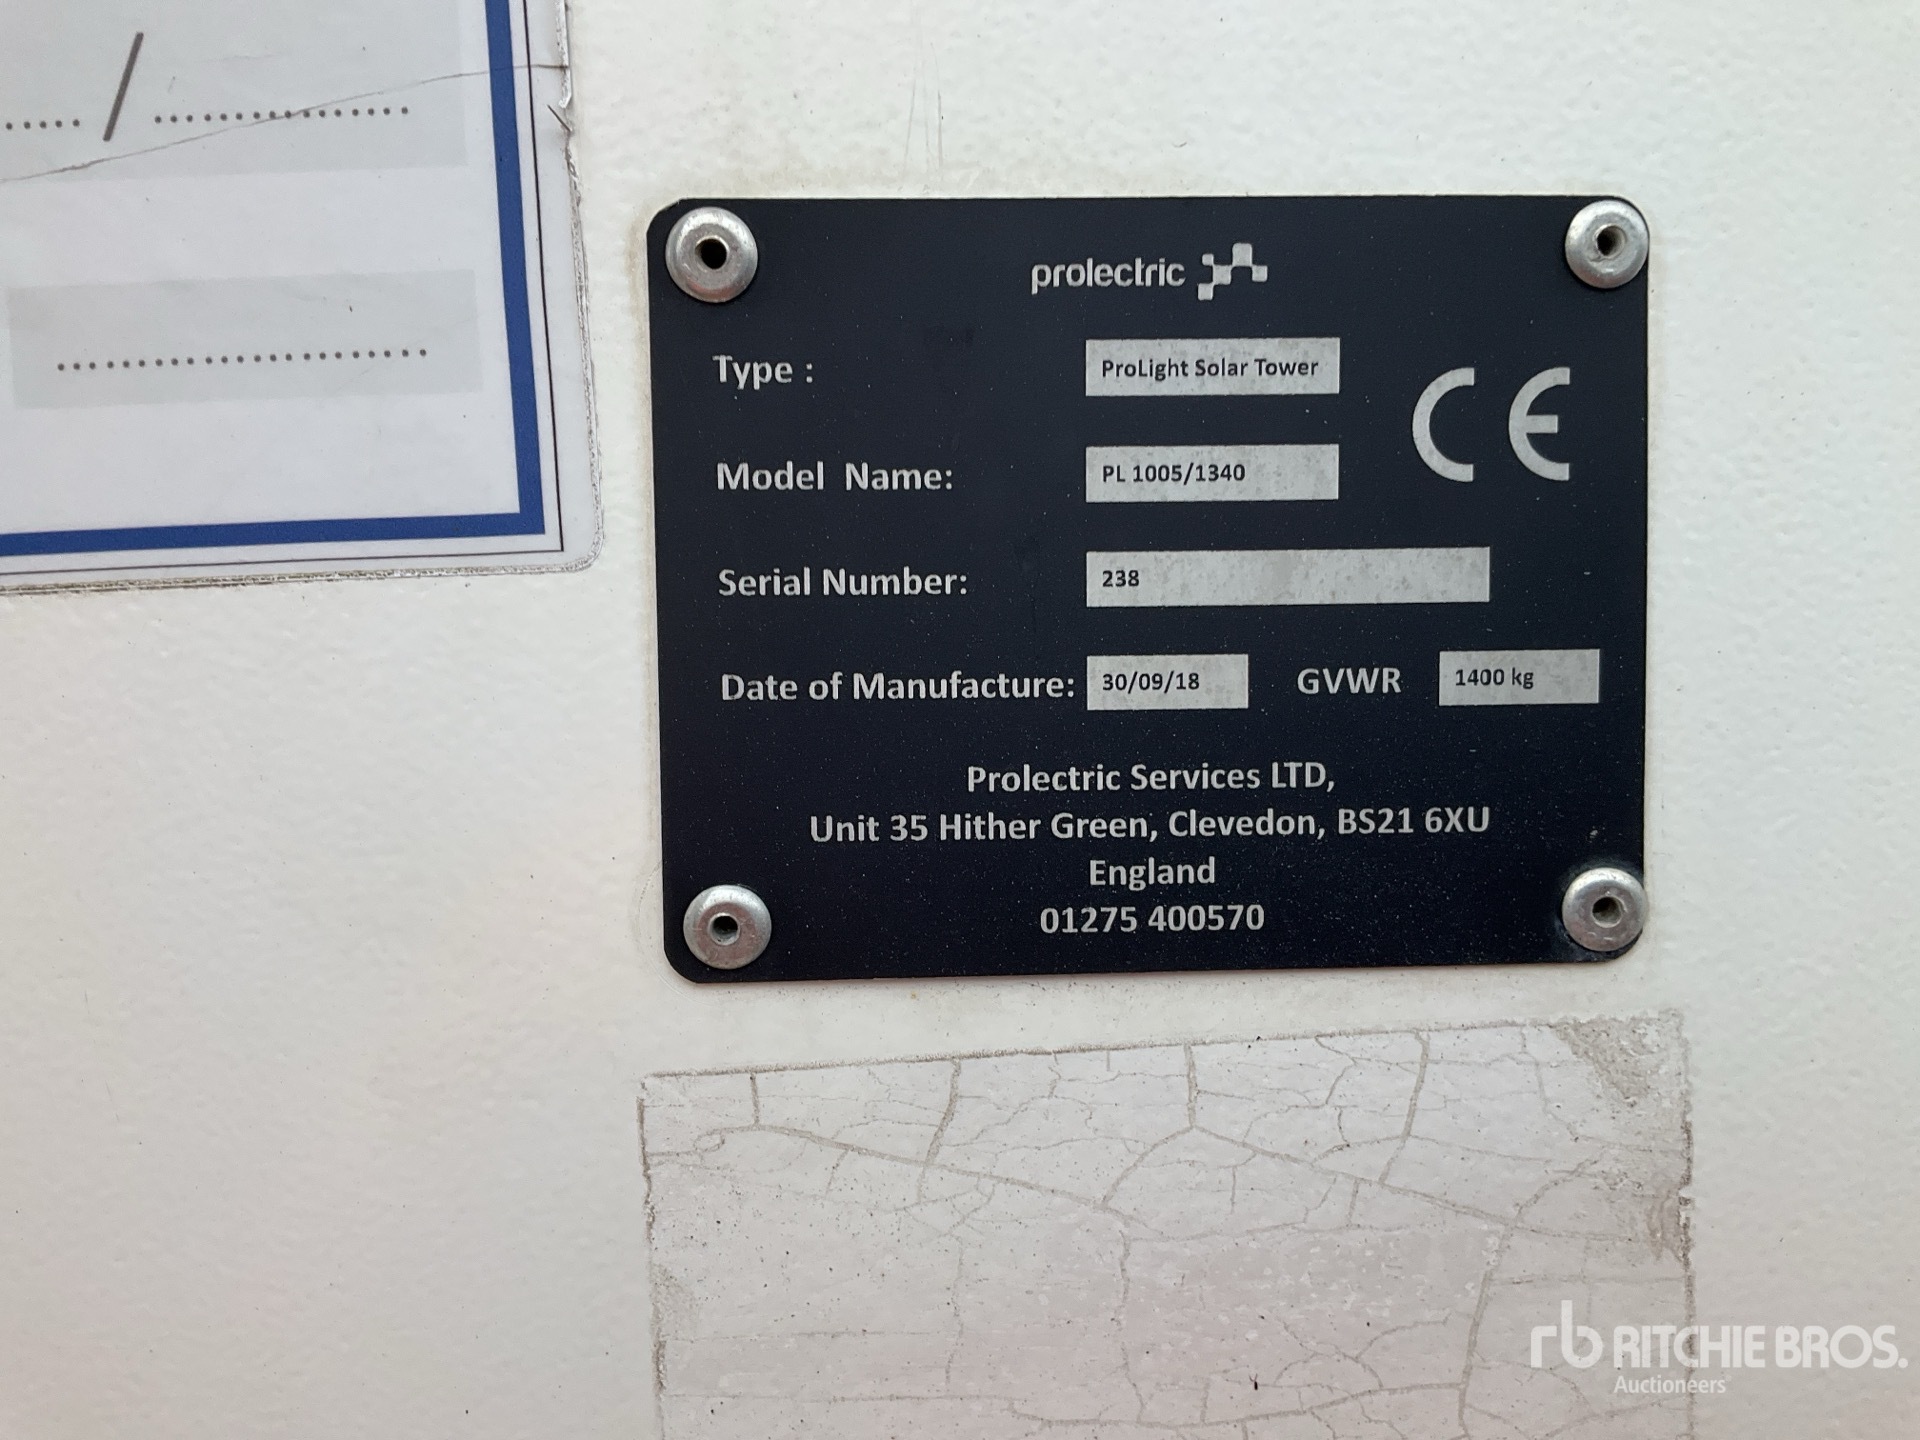 /
prolectric
Type : ProLight Solar Tower
CE
Model Name: PL 1005/1340
Serial Number: 238
Date of Manufacture: 30/09/18 GVWR 1400 kg
Prolectric Services LTD,
Unit 35 Hither Green, Clevedon, BS21 6XU
England
01275 400570
rb RITCHIE BROS.
Auctioneers